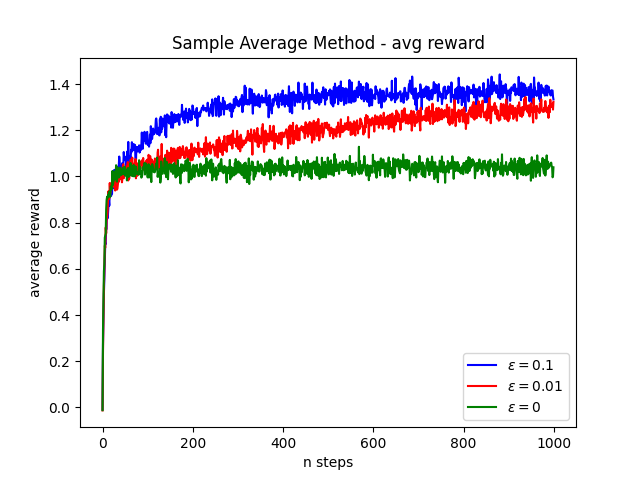 Sample Average Method - avg reward
1.4
1.2
1.0
0.8
0.6
0.4
0.2
0.0
average reward
0 200 400 600 800 1000
n steps
ε = 0.1
ε = 0.01
ε = 0